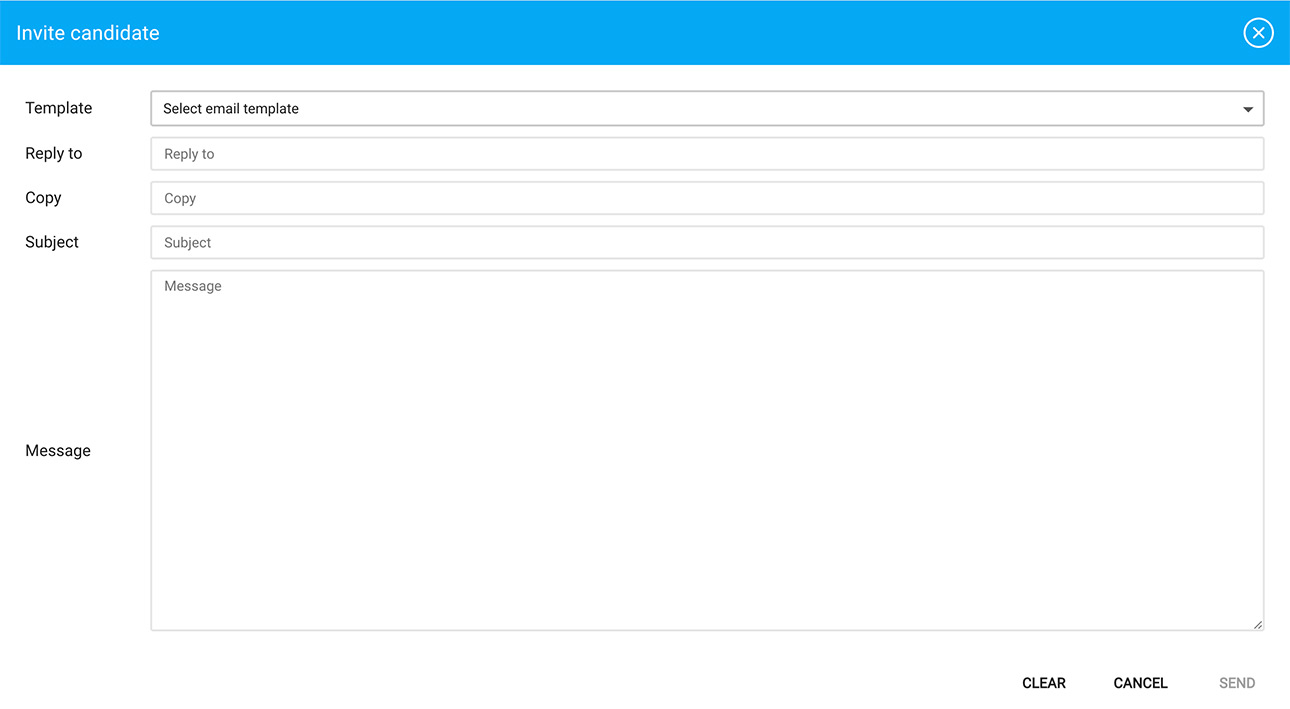 Invite candidate
Template
Select email template
Reply to
Reply to
Copy
Copy
Subject
Subject
Message
Message
CLEAR
CANCEL
SEND